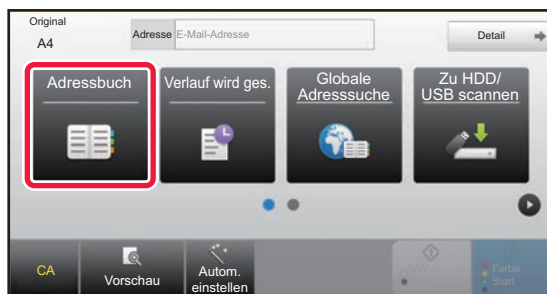 Original
A4
Adresse E-Mail-Adresse
Detail
Adressbuch
Verlauf wird ges.
Globale
Adresssuche
Zu HDD/
USB scannen
CA
Vorschau
Autom.
einstellen
S/W
Start
Farbe
Start